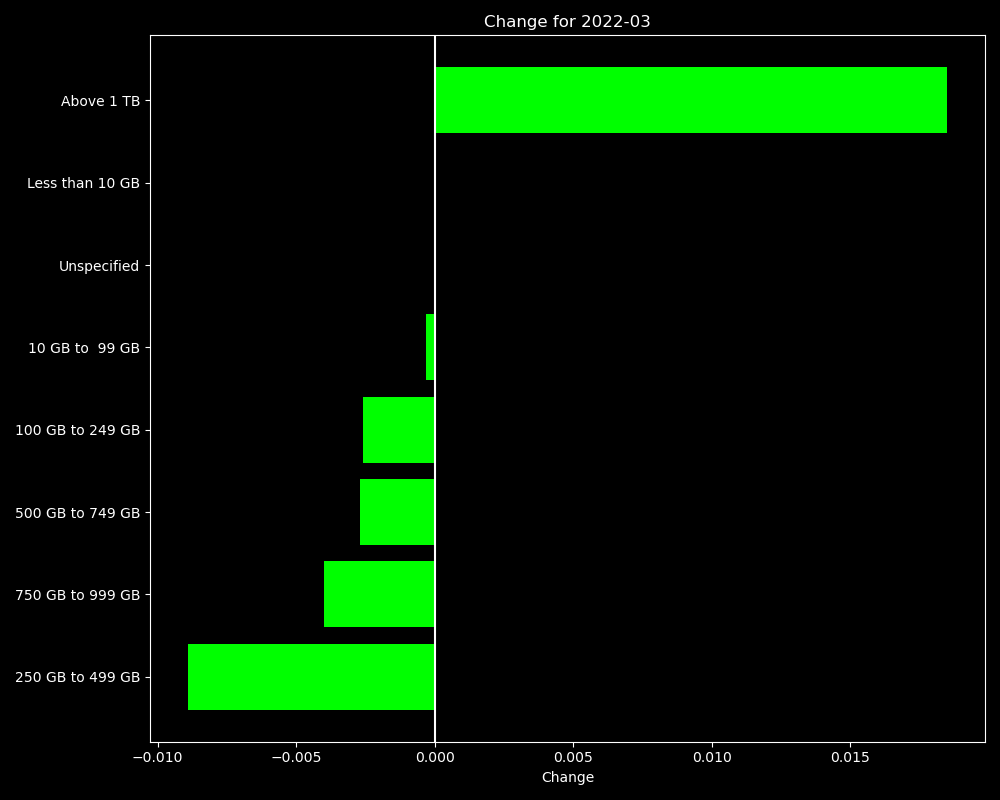 Change for 2022-03
Above 1 TB
Less than 10 GB
Unspecified
10 GB to  99 GB
100 GB to 249 GB
500 GB to 749 GB
750 GB to 999 GB
250 GB to 499 GB
−0.010 −0.005 0.000 0.005 0.010 0.015
Change